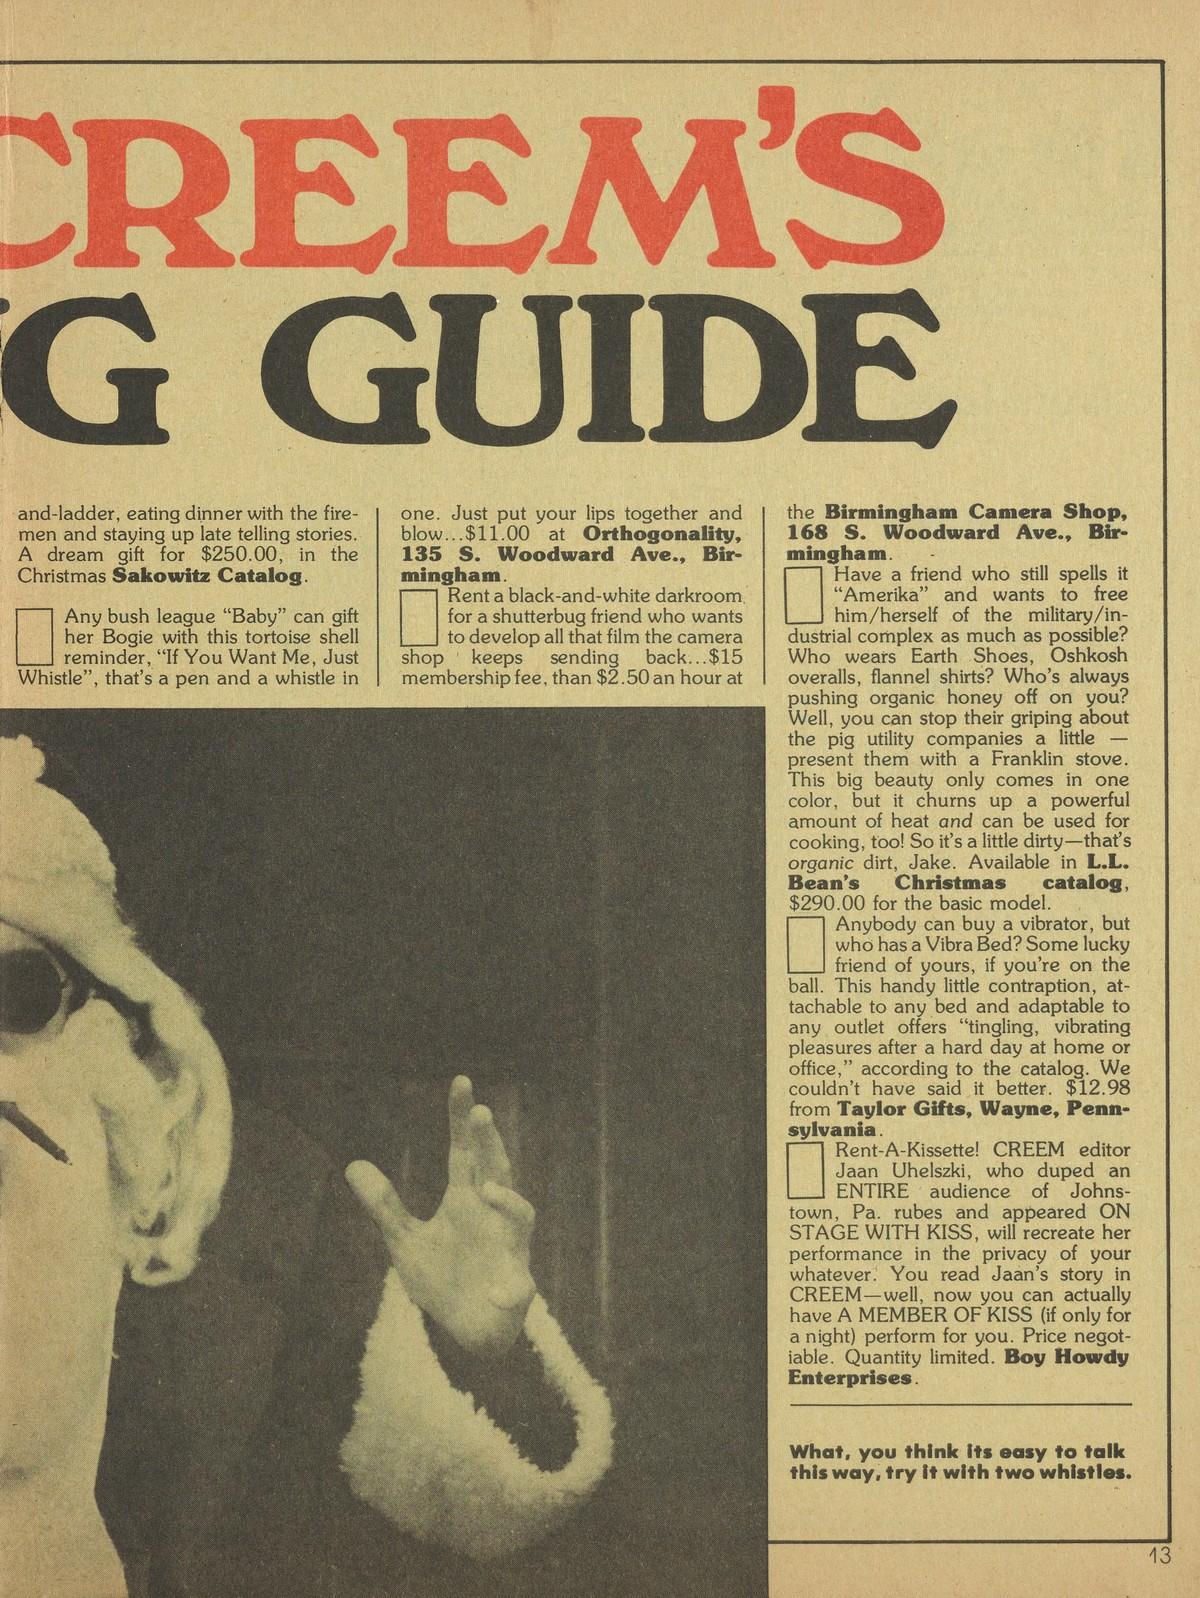 CREEM'S
G GUIDE
and-ladder, eating dinner with the fire-
men and staying up late telling stories.
A dream gift for $250.00, in the
Christmas Sakowitz Catalog.
Any bush league “Baby” can gift
her Bogie with this tortoise shell
reminder, “If You Want Me, Just
Whistle”, that's a pen and a whistle in
one. Just put your lips together and
blow...$11.00 at Orthogonality,
135 S. Woodward Ave., Bir-
mingham.
Rent a black-and-white darkroom
for a shutterbug friend who wants
to develop all that film the camera
shop keeps sending back...$15
membership fee, than $2.50 an hour at
the Birmingham Camera Shop,
168 S. Woodward Ave., Bir-
mingham.
Have a friend who still spells it
“Amerika” and wants to free
him/herself of the military/in-
dustrial complex as much as possible?
Who wears Earth Shoes, Oshkosh
overalls, flannel shirts? Who's always
pushing organic honey off on you?
Well, you can stop their griping about
the pig utility companies a little —
present them with a Franklin stove.
This big beauty only comes in one
color, but it churns up a powerful
amount of heat and can be used for
cooking, too! So it's a little dirty—that's
organic dirt, Jake. Available in L.L.
Bean's Christmas catalog,
$290.00 for the basic model.
Anybody can buy a vibrator, but
who has a Vibra Bed? Some lucky
friend of yours, if you're on the
ball. This handy little contraption, at-
tachable to any bed and adaptable to
any outlet offers “tingling, vibrating
pleasures after a hard day at home or
office,” according to the catalog. We
couldn't have said it better. $12.98
from Taylor Gifts, Wayne, Penn-
sylvania.
Rent-A-Kissette! CREEM editor
Jaan Uhelszki, who duped an
ENTIRE audience of Johns-
town, Pa. rubes and appeared ON
STAGE WITH KISS, will recreate her
performance in the privacy of your
whatever. You read Jaan's story in
CREEM—well, now you can actually
have A MEMBER OF KISS (if only for
a night) perform for you. Price negot-
iable. Quantity limited. Boy Howdy
Enterprises.
What, you think its easy to talk
this way, try it with two whistles.
13